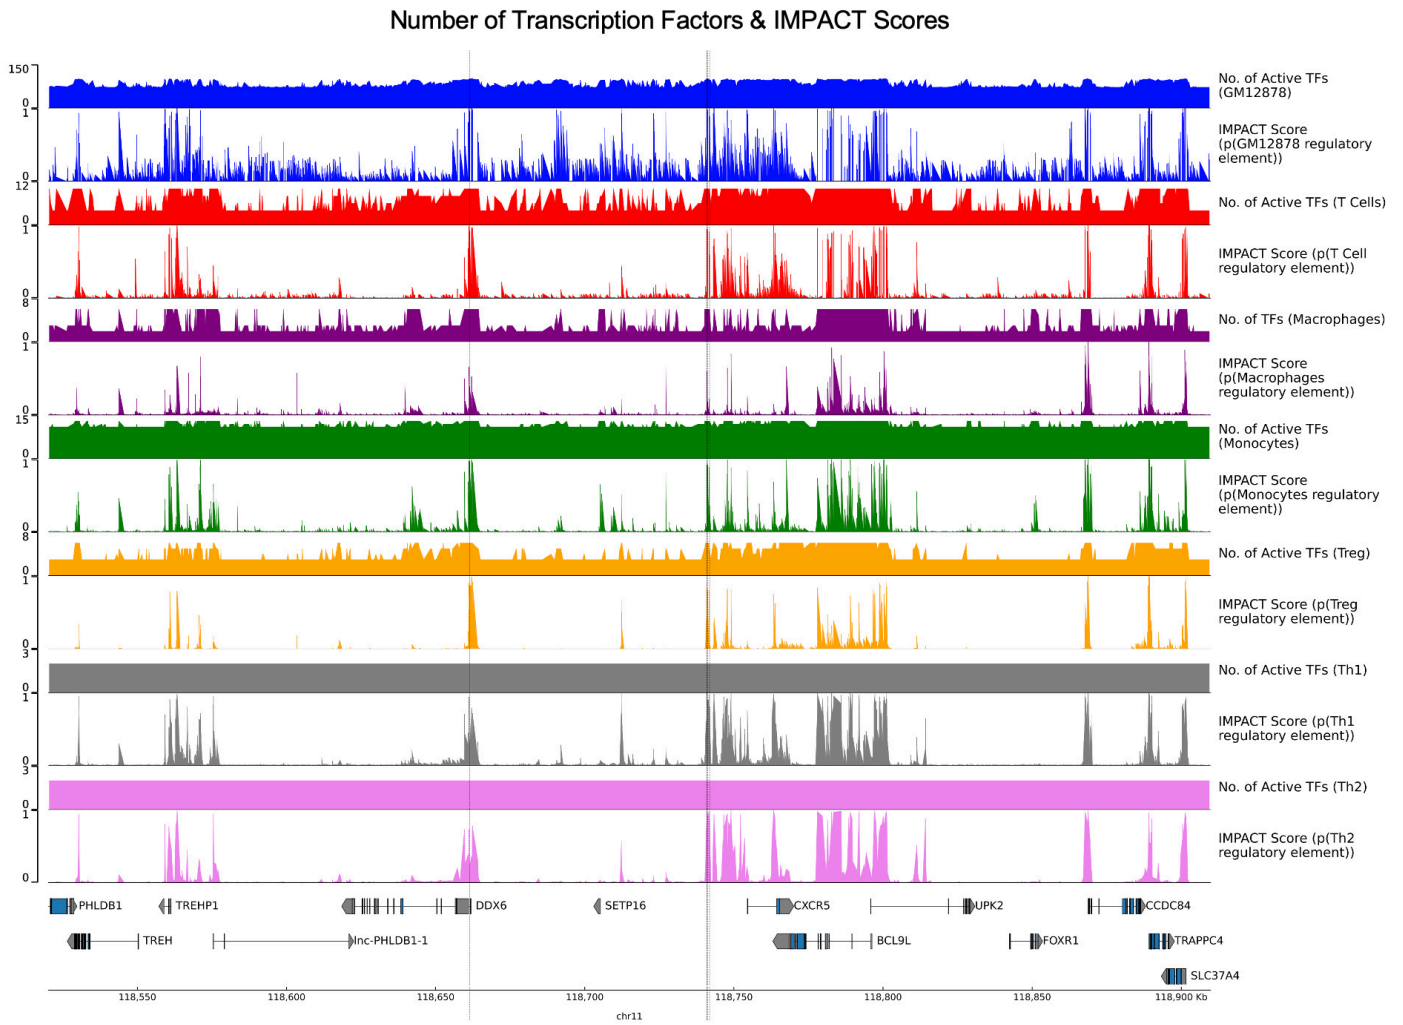 Number of Transcription Factors & IMPACT Scores
150
0
No. of Active TFs
(GM12878)
1
0
IMPACT Score
(p(GM12878 regulatory
element))
12
0
No. of Active TFs (T Cells)
1
0
IMPACT Score (p(T Cell
regulatory element))
8
0
No. of TFs (Macrophages)
1
0
IMPACT Score
(p(Macrophages
regulatory element))
15
0
No. of Active TFs
(Monocytes)
1
0
IMPACT Score
(p(Monocytes regulatory
element))
8
0
No. of Active TFs (Treg)
1
0
IMPACT Score (p(Treg
regulatory element))
3
0
No. of Active TFs (Th1)
1
0
IMPACT Score (p(Th1
regulatory element))
3
0
No. of Active TFs (Th2)
1
0
IMPACT Score (p(Th2
regulatory element))
PHLDB1 TREHP1 DDX6 SETP16 CXCR5 UPK2 CCDC84
TREH lnc-PHLDB1-1 BCL9L FOXR1 TRAPPC4
SLC37A4
118,550 118,600 118,650 118,700 118,750 118,800 118,850 118,900 Kb
chr11